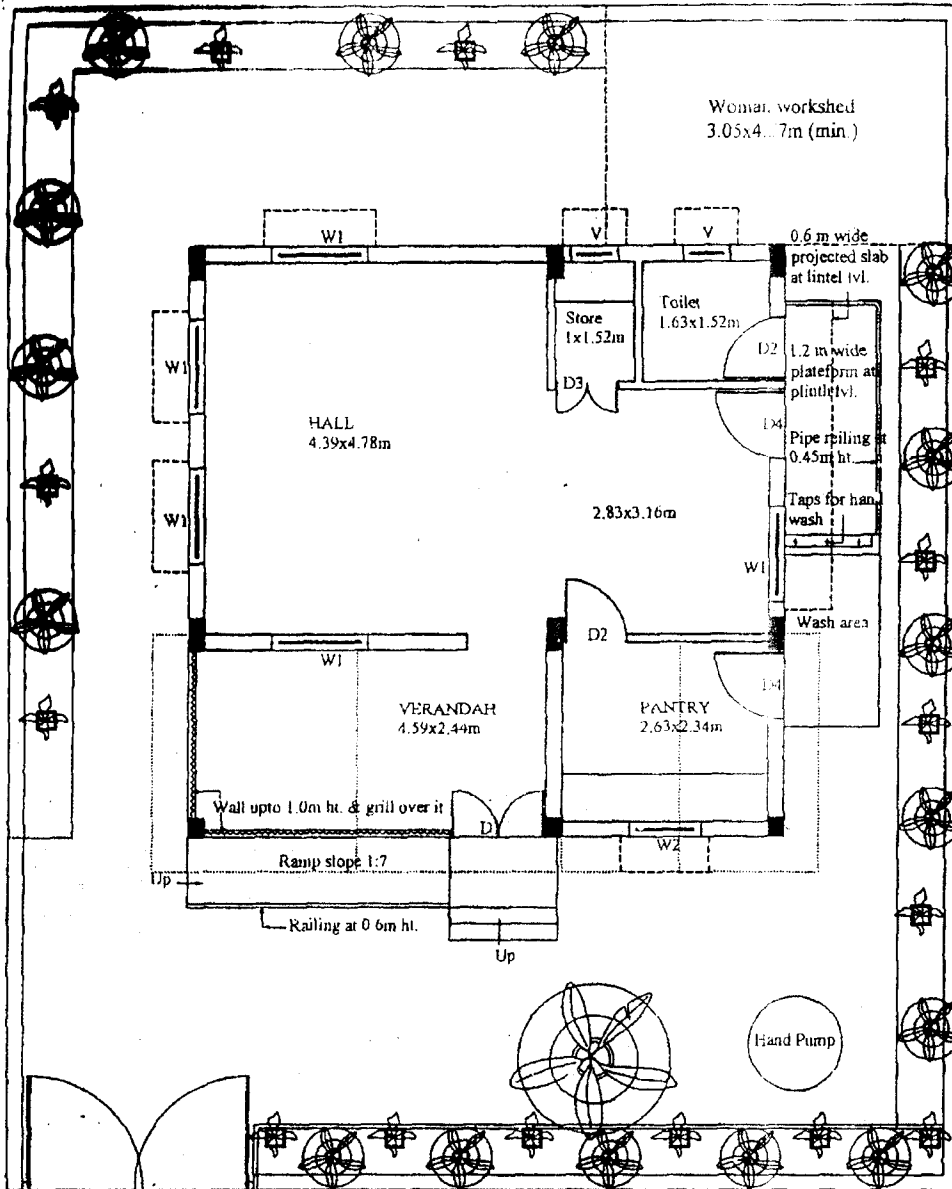 Woman workshed
3.05x4...7m (min.)
W1
V
V
0.6 m wide
projected slab
at lintel lvl.
Store
1x1.52m
Toilet
1.63x1.52m
D2
1.2 m wide
plateform at
plinth lvl.
W1
D3
HALL
4.39x4.78m
D4
Pipe reiling at
0.45m ht.
W1
2.83x3.16m
Taps for han
wash
W1
D2
Wash area
W1
D4
VERANDAH
4.59x2.44m
PANTRY
2.63x2.34m
Wall upto 1.0m ht. & grill over it
D
W2
Ramp slope 1:7
Up
Railing at 0 6m ht.
Up
Hand Pump